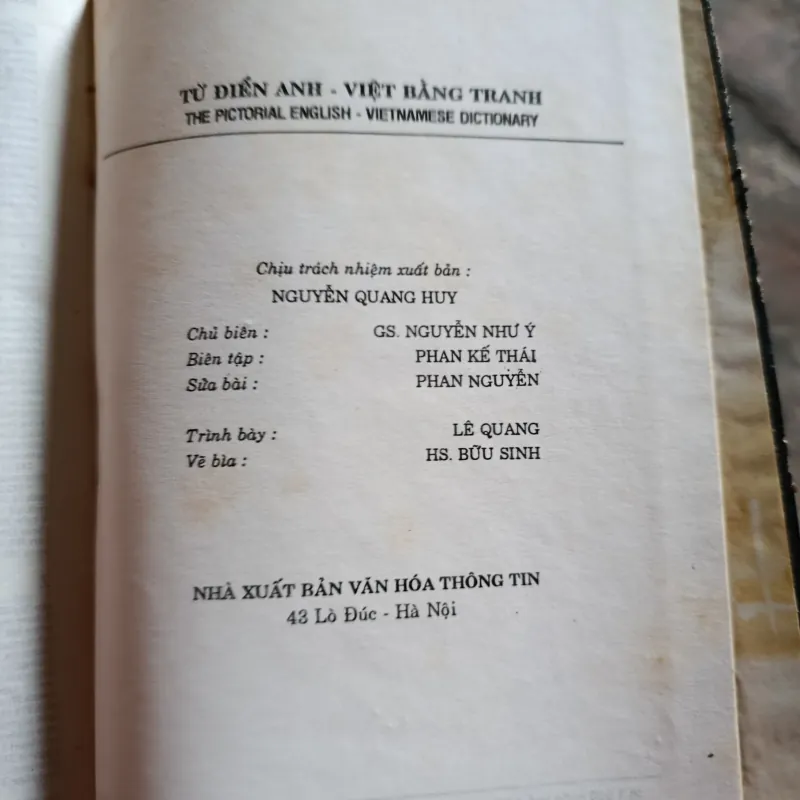 TỪ ĐIỂN ANH - VIỆT BẰNG TRANH
THE PICTORIAL ENGLISH - VIETNAMESE DICTIONARY
Chịu trách nhiệm xuất bản :
NGUYỄN QUANG HUY
Chủ biên : GS. NGUYỄN NHƯ Ý
Biên tập : PHAN KẾ THÁI
Sửa bài : PHAN NGUYỄN
Trình bày : LÊ QUANG
Vẽ bìa : HS. BỮU SINH
NHÀ XUẤT BẢN VĂN HÓA THÔNG TIN
43 Lò Đúc - Hà Nội